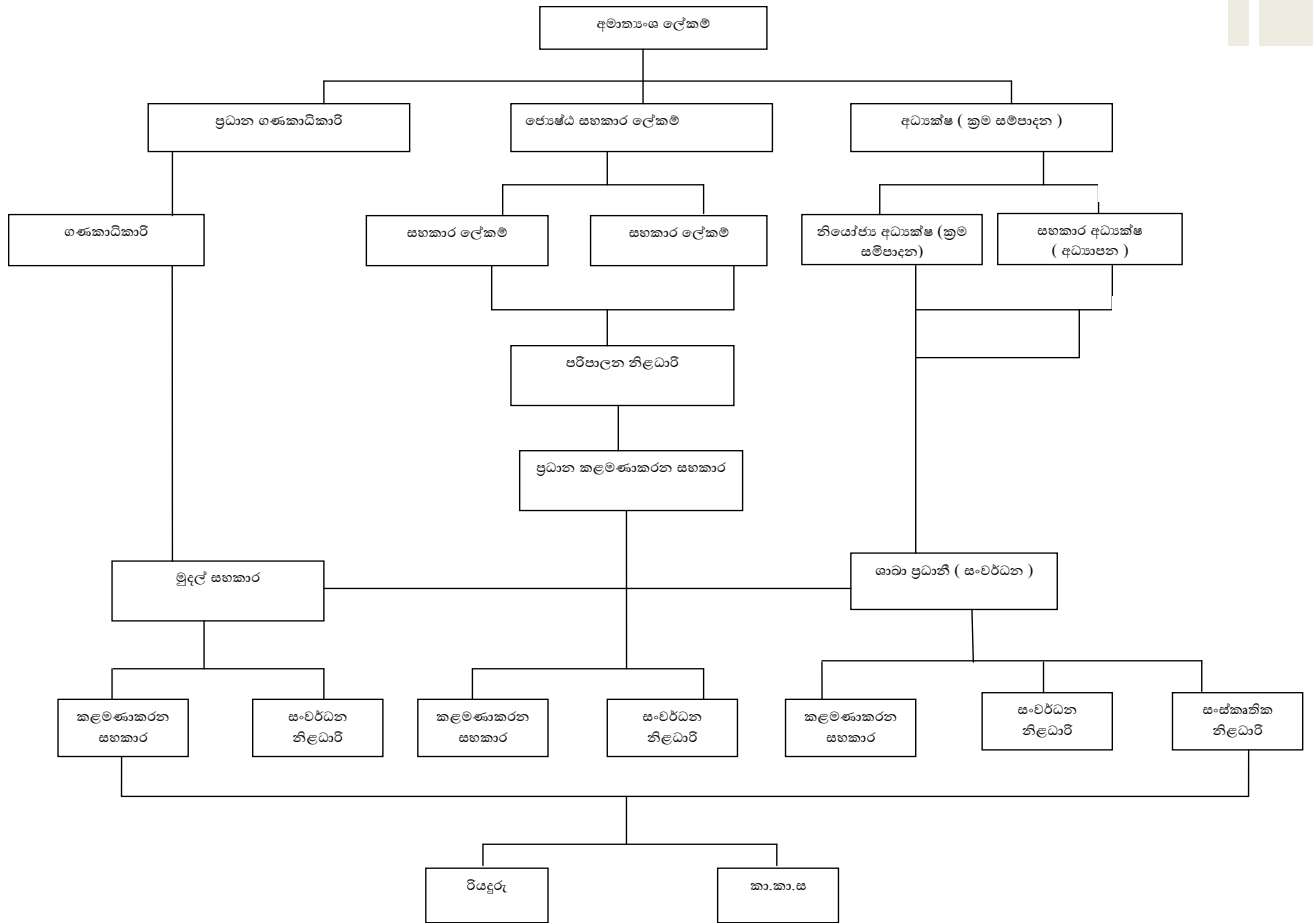 අමාත්‍යංශ ලේකම්
ප්‍රධාන ගණකාධිකාරි
ජ්‍යෙෂ්ඨ සහකාර ලේකම්
අධ්‍යක්ෂ ( ක්‍රම සම්පාදන )
ගණකාධිකාරි
සහකාර ලේකම්
සහකාර ලේකම්
නියෝජ්‍ය අධ්‍යක්ෂ (ක්‍රම
සම්පාදන)
සහකාර අධ්‍යක්ෂ
( අධ්‍යාපන )
පරිපාලන නිළධාරි
ප්‍රධාන කළමණාකරන සහකාර
මුදල් සහකාර
ශාඛා ප්‍රධානී ( සංවර්ධන )
කළමණාකරන
සහකාර
සංවර්ධන
නිළධාරි
කළමණාකරන
සහකාර
සංවර්ධන
නිළධාරි
කළමණාකරන
සහකාර
සංවර්ධන
නිළධාරි
සංස්කෘතික
නිළධාරි
රියදුරු
කා.කා.ස